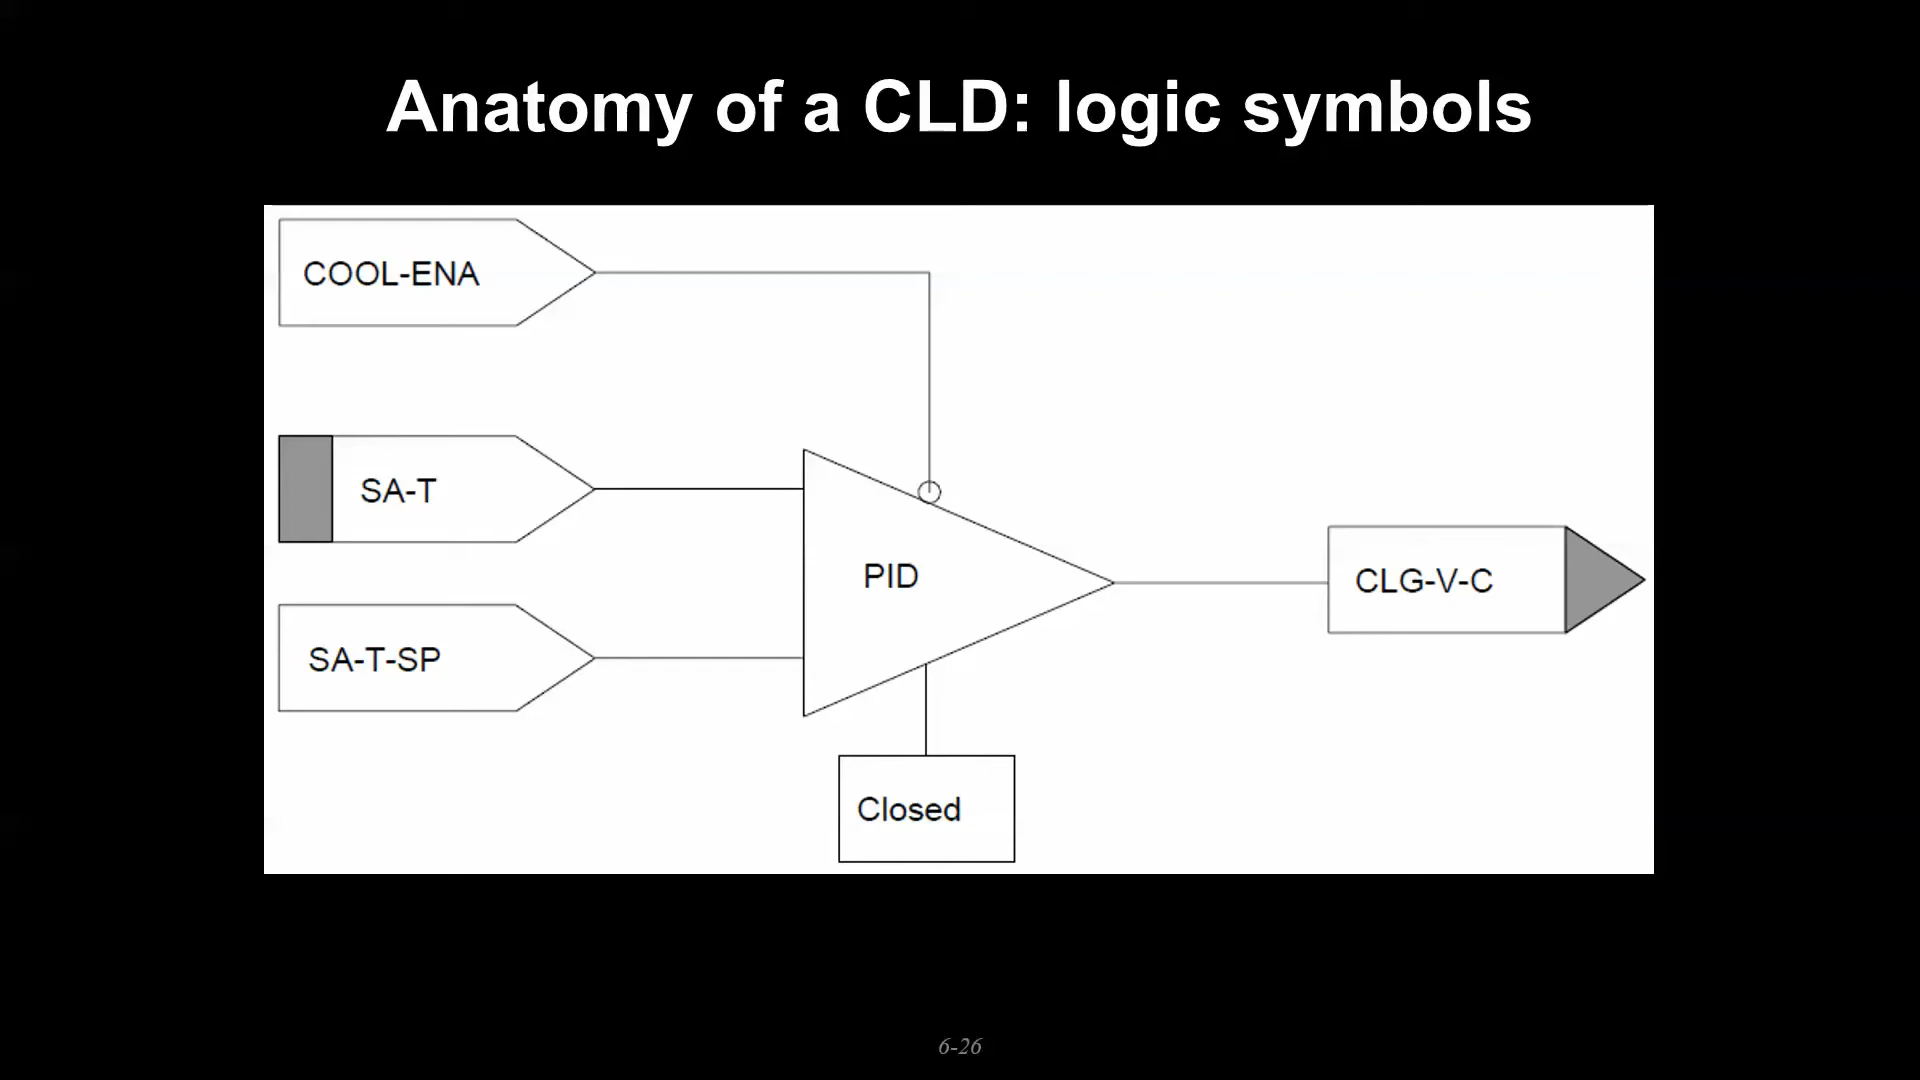 Anatomy of a CLD: logic symbols
COOL-ENA
SA-T
PID
CLG-V-C
SA-T-SP
Closed
6-26